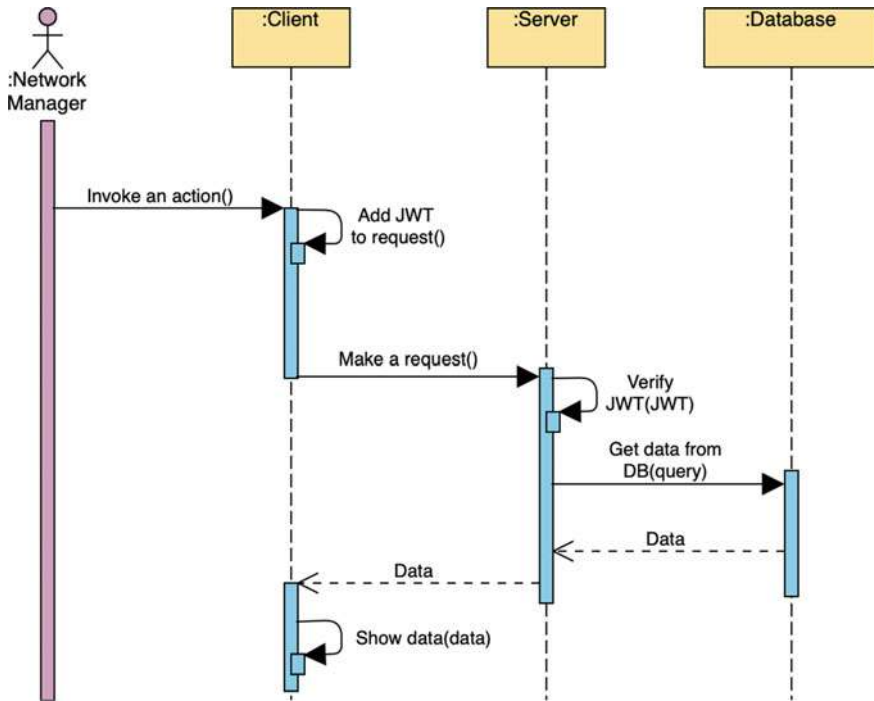 :Client
:Server
:Database
:Network
Manager
Invoke an action()
Add JWT
to request()
Make a request()
Verify
JWT(JWT)
Get data from
DB(query)
Data
Data
Show data(data)